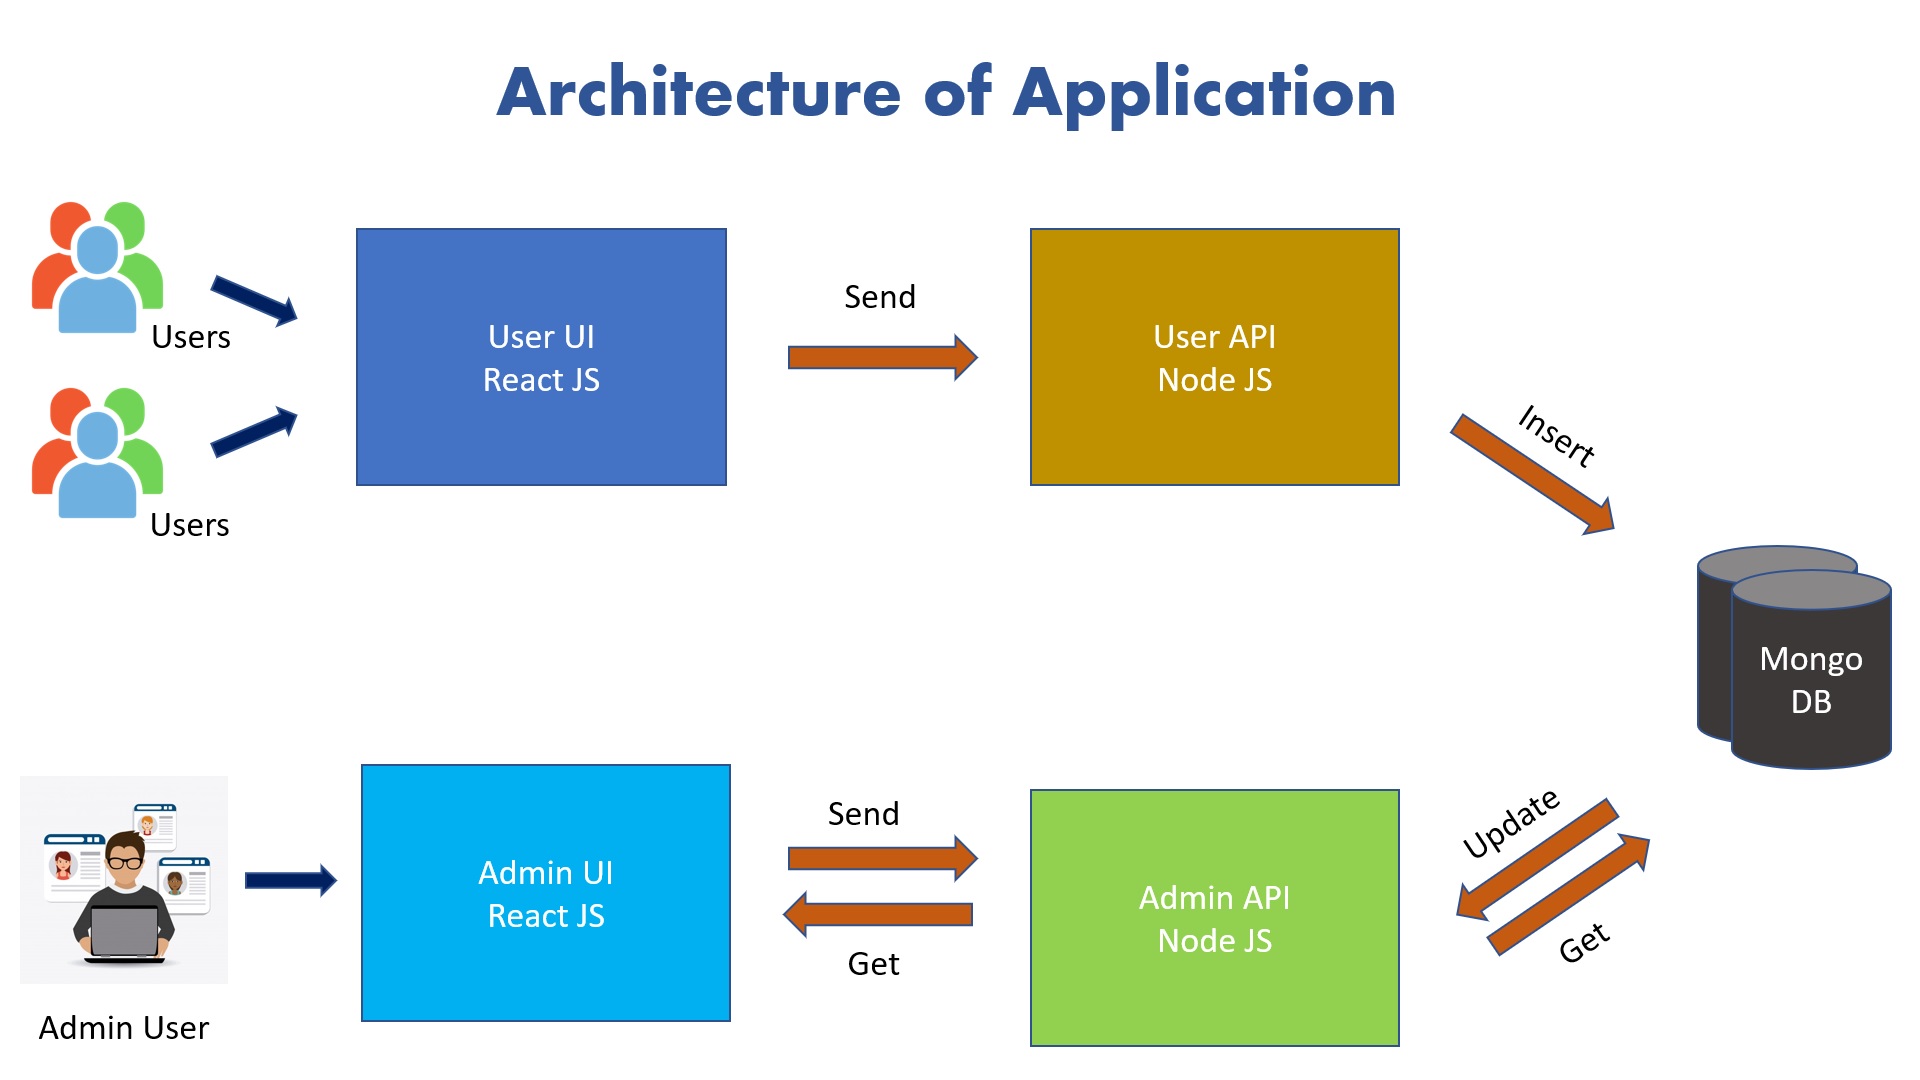 Architecture of Application
Users
User UI
React JS
Send
User API
Node JS
Insert
Users
Mongo
DB
Admin User
Admin UI
React JS
Send
Get
Admin API
Node JS
Update
Get